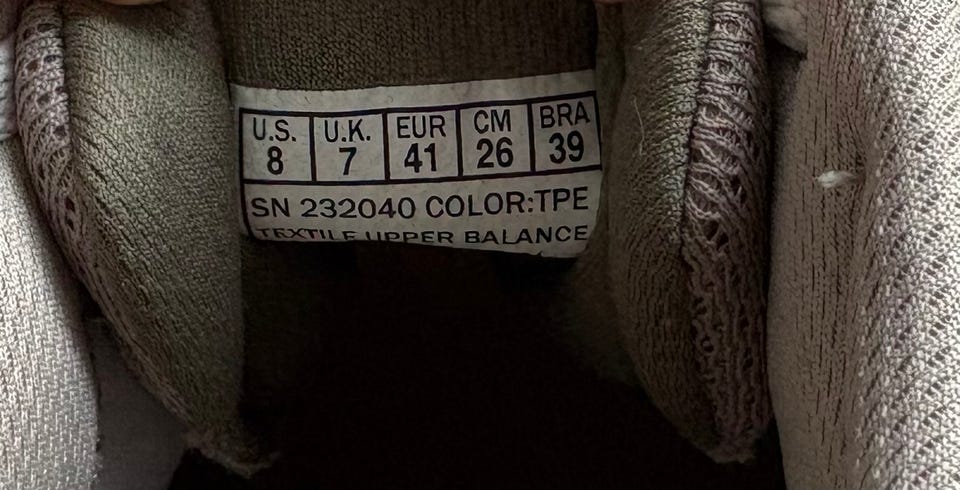 U.S. U.K. EUR CM BRA
8 7 41 26 39
SN 232040 COLOR:TPE
TEXTILE UPPER BALANCE